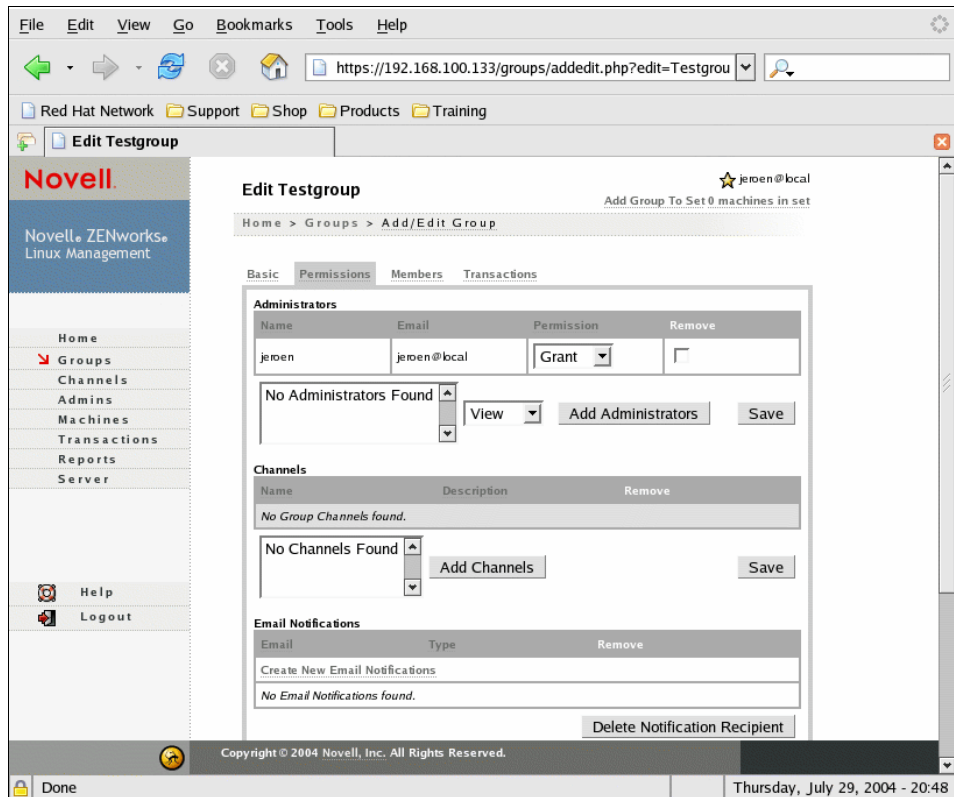 File Edit View Go Bookmarks Tools Help
https://192.168.100.133/groups/addedit.php?edit=Testgrou
Red Hat Network Support Shop Products Training
Edit Testgroup
Novell.
Novell® ZENworks®
Linux Management
Home
Groups
Channels
Admins
Machines
Transactions
Reports
Server
Help
Logout
Edit Testgroup
jeroen@local
Add Group To Set 0 machines in set
Home > Groups > Add/Edit Group
Basic Permissions Members Transactions
Administrators
Name Email Permission Remove
jeroen jeroen@local Grant
No Administrators Found View Add Administrators Save
Channels
Name Description Remove
No Group Channels found.
No Channels Found Add Channels Save
Email Notifications
Email Type Remove
Create New Email Notifications
No Email Notifications found.
Delete Notification Recipient
Copyright © 2004 Novell, Inc. All Rights Reserved.
Done Thursday, July 29, 2004 - 20:48